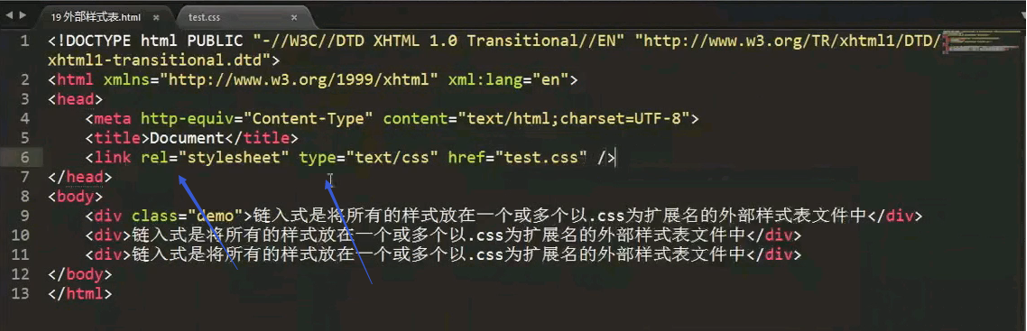 19 外部样式表.html × test.css ×
1 <!DOCTYPE html PUBLIC "-//W3C//DTD XHTML 1.0 Transitional//EN" "http://www.w3.org/TR/xhtml1/DTD/
xhtml1-transitional.dtd">
2 <html xmlns="http://www.w3.org/1999/xhtml" xml:lang="en">
3 <head>
4 <meta http-equiv="Content-Type" content="text/html;charset=UTF-8">
5 <title>Document</title>
6 <link rel="stylesheet" type="text/css" href="test.css" />
7 </head>
8 <body>
9 <div class="demo">链入式是将所有的样式放在一个或多个以.css为扩展名的外部样式表文件中</div>
10 <div>链入式是将所有的样式放在一个或多个以.css为扩展名的外部样式表文件中</div>
11 <div>链入式是将所有的样式放在一个或多个以.css为扩展名的外部样式表文件中</div>
12 </body>
13 </html>